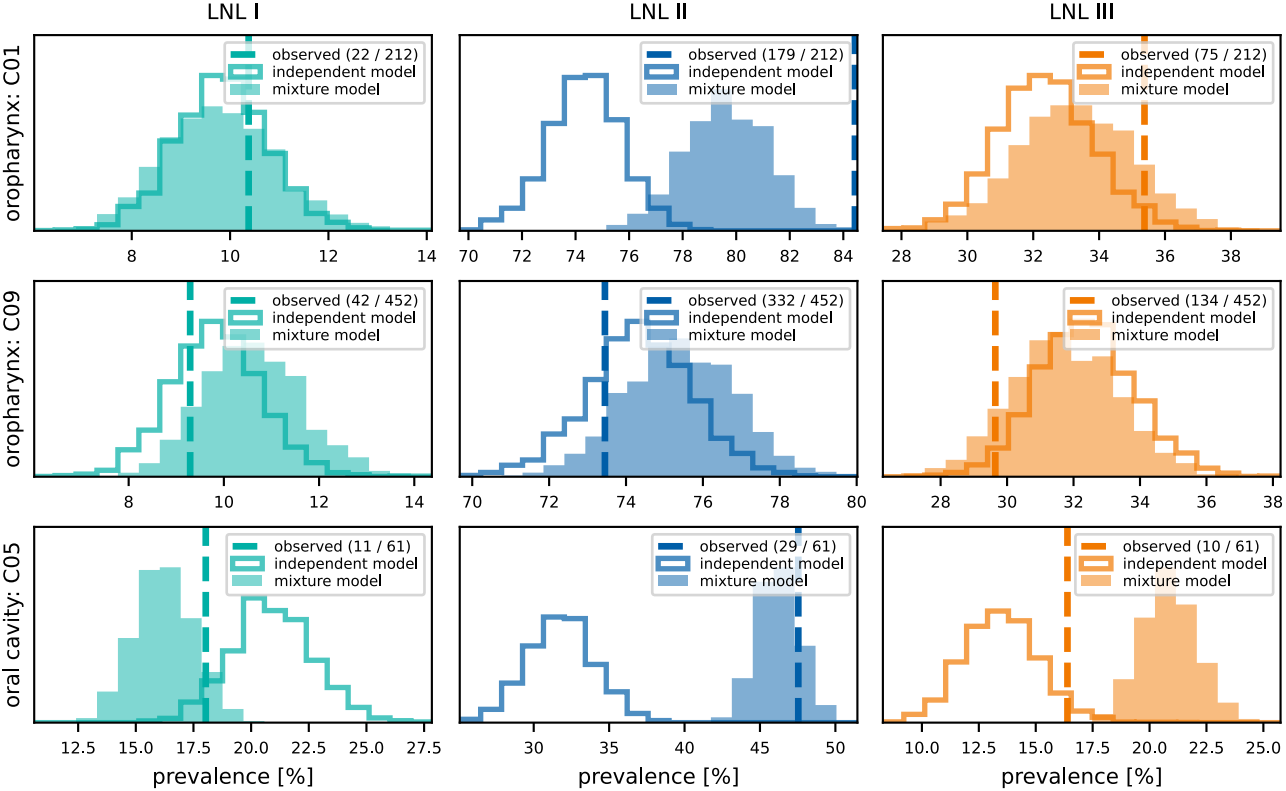 LNL I
LNL II
LNL III
oropharynx: C01
observed (22 / 212)
independent model
mixture model
8
10
12
14
observed (179 / 212)
independent model
mixture model
70
72
74
76
78
80
82
84
observed (75 / 212)
independent model
mixture model
28
30
32
34
36
38
oropharynx: C09
observed (42 / 452)
independent model
mixture model
8
10
12
14
observed (332 / 452)
independent model
mixture model
70
72
74
76
78
80
observed (134 / 452)
independent model
mixture model
28
30
32
34
36
38
oral cavity: C05
observed (11 / 61)
independent model
mixture model
12.5
15.0
17.5
20.0
22.5
25.0
27.5
prevalence [%]
observed (29 / 61)
independent model
mixture model
30
35
40
45
50
prevalence [%]
observed (10 / 61)
independent model
mixture model
10.0
12.5
15.0
17.5
20.0
22.5
25.0
prevalence [%]